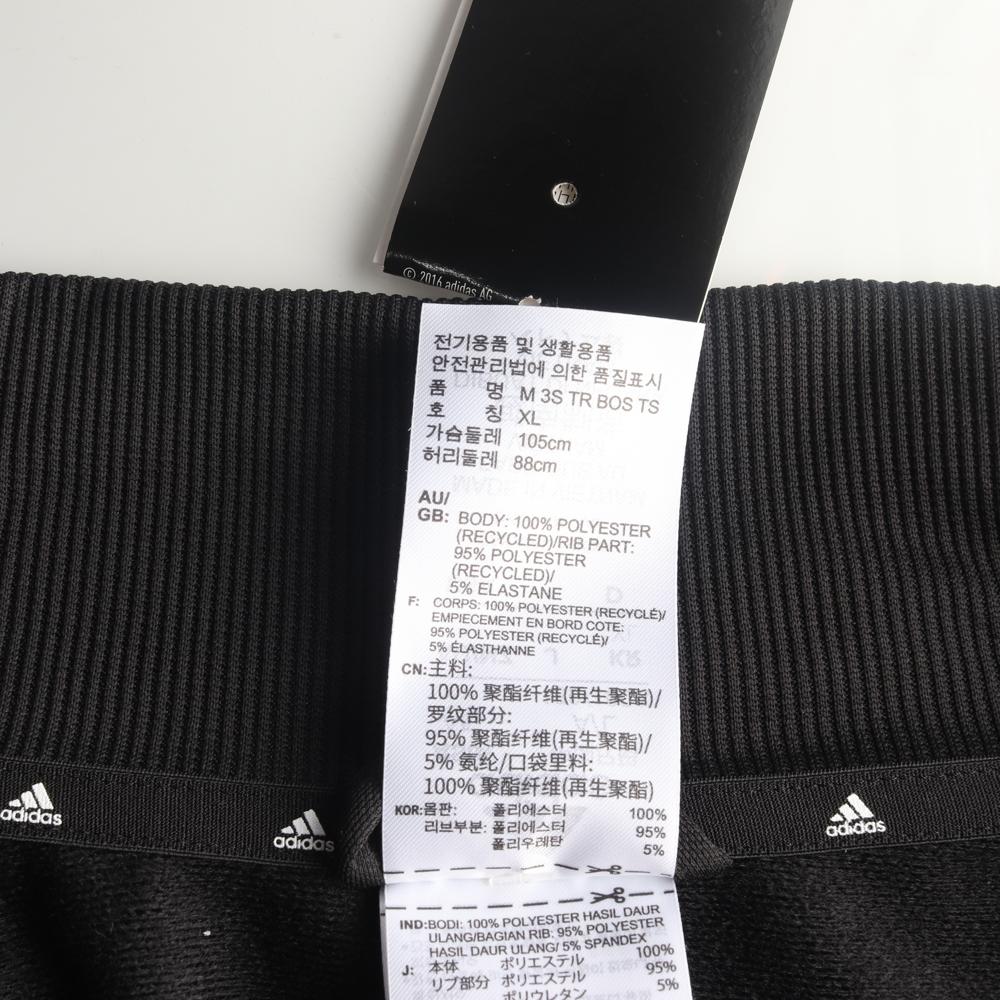 © 2016 adidas AG
전기용품 및 생활용품
안전관리법에 의한 품질표시
품 명 M 3S TR BOS TS
호 칭 XL
가슴둘레 105cm
허리둘레 88cm
AU/
GB: BODY: 100% POLYESTER
(RECYCLED)/RIB PART:
95% POLYESTER
(RECYCLED)/
5% ELASTANE
F: CORPS: 100% POLYESTER (RECYCLÉ)/
EMPIECEMENT EN BORD COTE:
95% POLYESTER (RECYCLÉ)/
5% ÉLASTHANNE
CN:主料:
100% 聚酯纤维(再生聚酯)/
罗纹部分:
95% 聚酯纤维(再生聚酯)/
5% 氨纶/口袋里料:
100% 聚酯纤维(再生聚酯)
KOR:몸판: 폴리에스터 100%
리브부분: 폴리에스터 95%
폴리우레탄 5%
adidas
adidas
adidas
IND:BODI: 100% POLYESTER HASIL DAUR
ULANG/BAGIAN RIB: 95% POLYESTER
HASIL DAUR ULANG/ 5% SPANDEX
J: 本体 ポリエステル 100%
リブ部分 ポリエステル 95%
ポリウレタン 5%